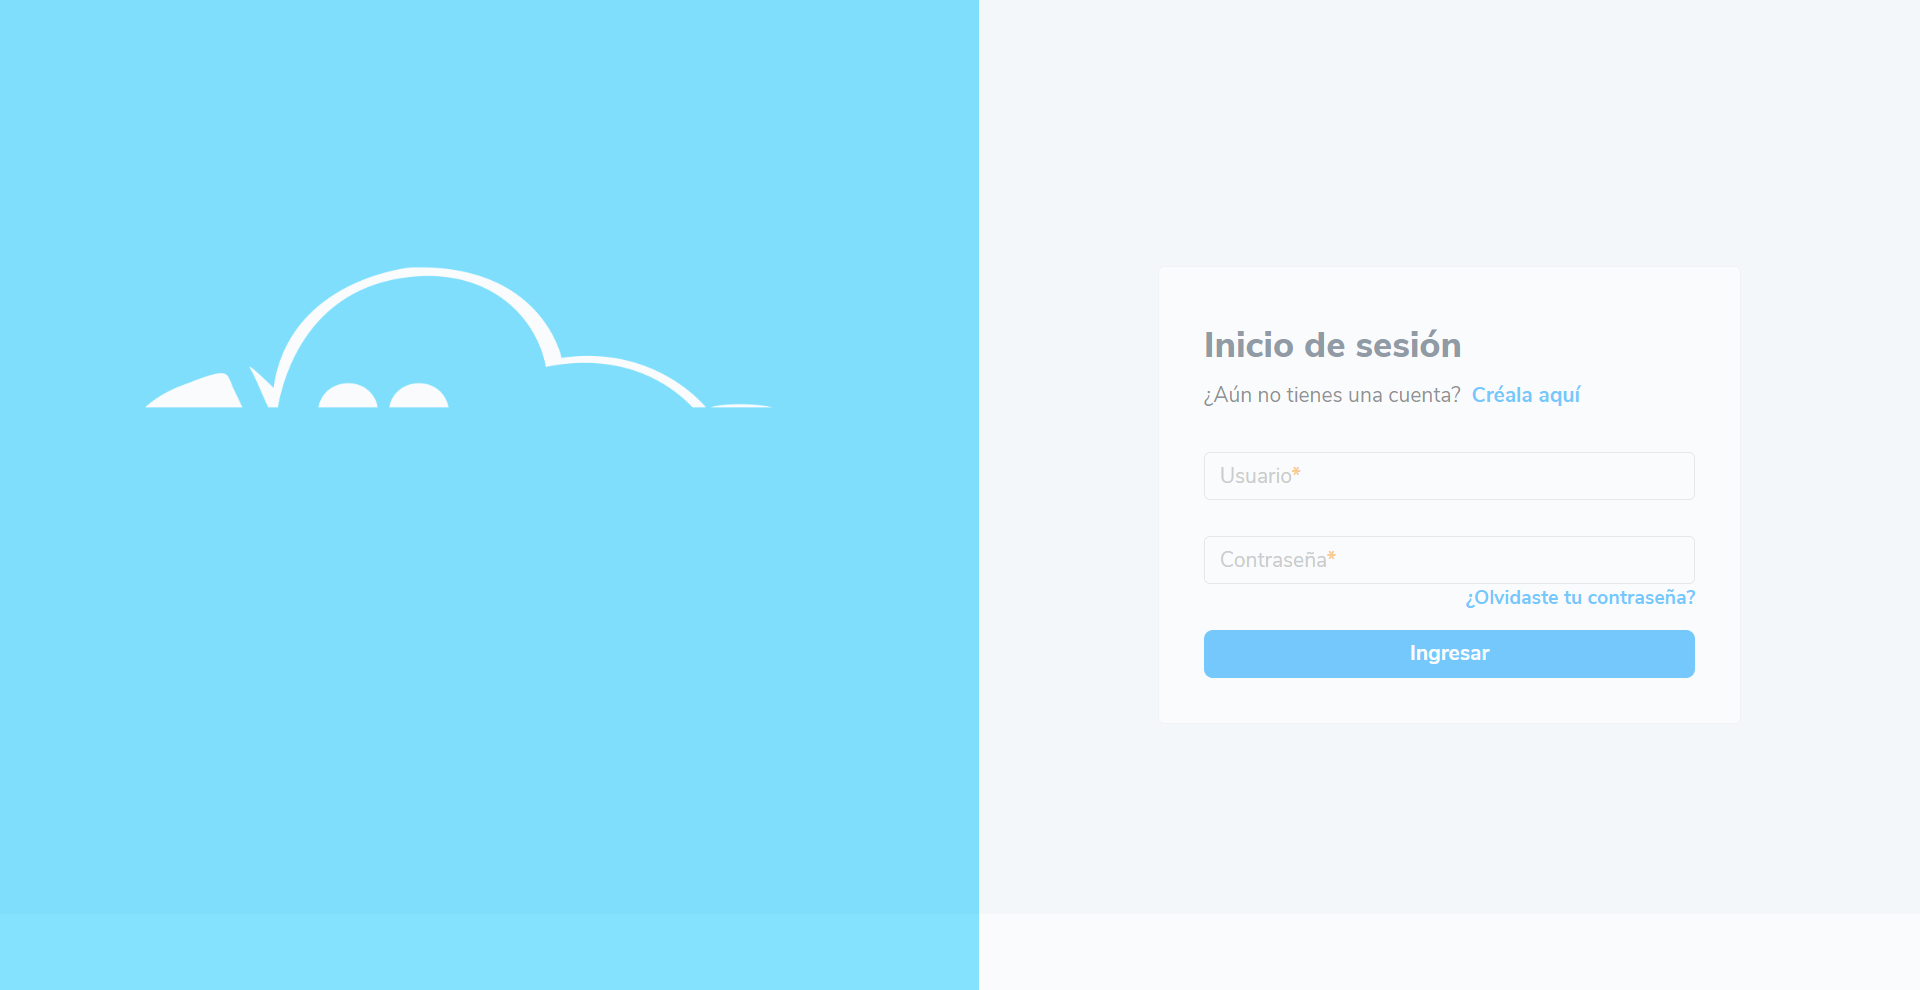 Inicio de sesión
¿Aún no tienes una cuenta? Créala aquí
Usuario*
Contraseña*
¿Olvidaste tu contraseña?
Ingresar